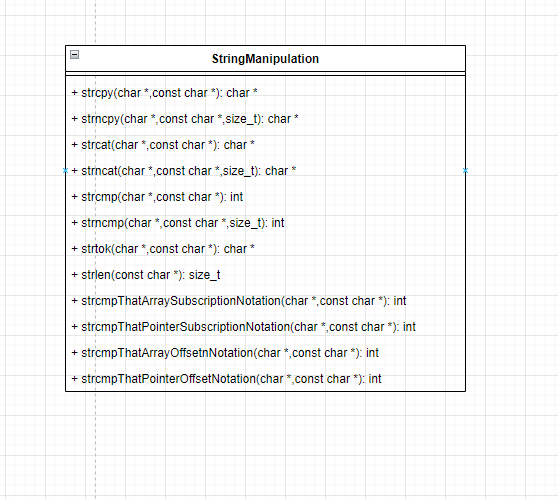 StringManipulation
+ strcpy(char *,const char *): char *
+ strncpy(char *,const char *,size_t): char *
+ strcat(char *,const char *): char *
+ strncat(char *,const char *,size_t): char *
+ strcmp(char *,const char *): int
+ strncmp(char *,const char *,size_t): int
+ strtok(char *,const char *): char *
+ strlen(const char *): size_t
+ strcmpThatArraySubscriptionNotation(char *,const char *): int
+ strcmpThatPointerSubscriptionNotation(char *,const char *): int
+ strcmpThatArrayOffsetnNotation(char *,const char *): int
+ strcmpThatPointerOffsetNotation(char *,const char *): int